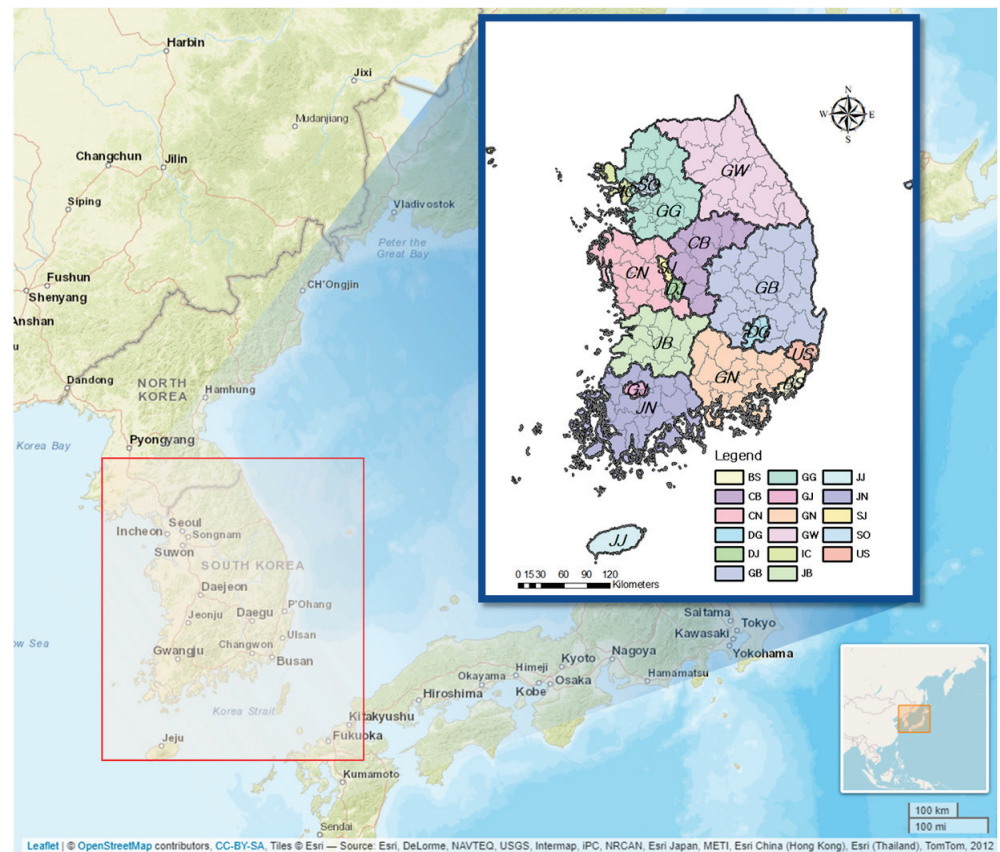 Harbin
Jixi
Mudanjiang
Changchun
Jilin
Siping
Vladivostok
Peter the
Great Bay
Fushun
Shenyang
CH'Ongjin
Anshan
u
Dandong
NORTH
KOREA
Hamhung
Korea Bay
Pyongyang
Seoul
Incheon
Songnam
Suwon
SOUTH KOREA
Daejeon
P'Ohang
Jeonju
Daegu
Ulsan
ow Sea
Changwon
Gwangju
Busan
Korea Strait
Jeju
Kitakyushu
Fukuoka
Kumamoto
Sendai
Hiroshima
Okayama
Himeji
Kobe
Kyoto
Osaka
Nagoya
Hamamatsu
Saitama
Tokyo
Kawasaki
Yokohama
N
W
E
S
GW
SO
IC
GG
CB
CN
SJ
DJ
GB
DG
JB
US
GN
BS
GJ
JN
JJ
Legend
BS GG JJ
CB GJ JN
CN GN SJ
DG GW SO
DJ IC US
GB JB
0 15 30 60 90 120
Kilometers
100 km
100 mi
Leaflet | © OpenStreetMap contributors, CC-BY-SA, Tiles © Esri — Source: Esri, DeLorme, NAVTEQ, USGS, Intermap, iPC, NRCAN, Esri Japan, METI, Esri China (Hong Kong), Esri (Thailand), TomTom, 2012